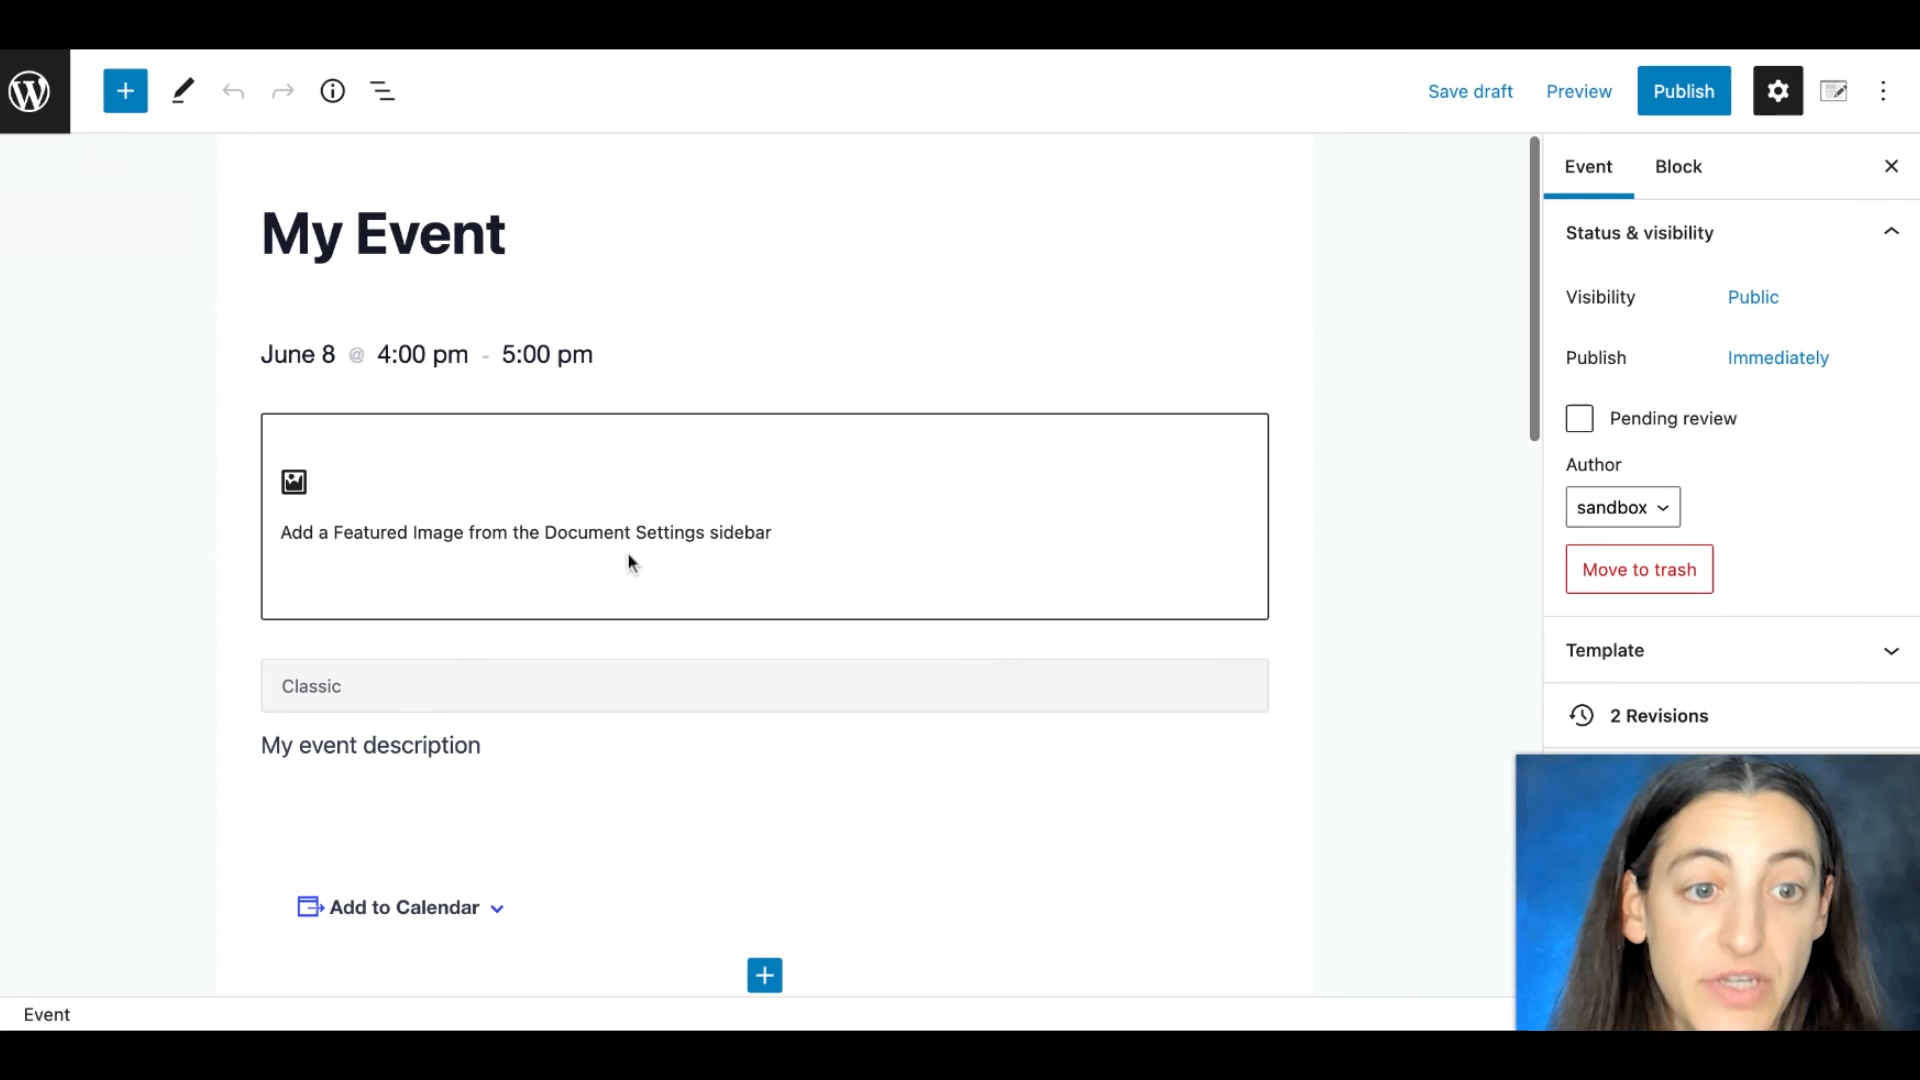 Save draft
Preview
Publish
Event
Block
My Event
Status & visibility
Visibility
Public
June 8 @ 4:00 pm - 5:00 pm
Publish
Immediately
Pending review
Author
sandbox
Add a Featured Image from the Document Settings sidebar
Move to trash
Template
Classic
2 Revisions
My event description
Add to Calendar
Event